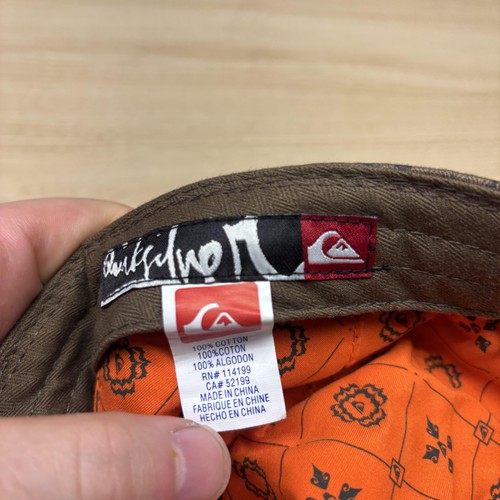 Quiksilver
100% COTTON
100% COTON
100% ALGODON
RN# 114199
CA# 52199
MADE IN CHINA
FABRIQUE EN CHINE
HECHO EN CHINA